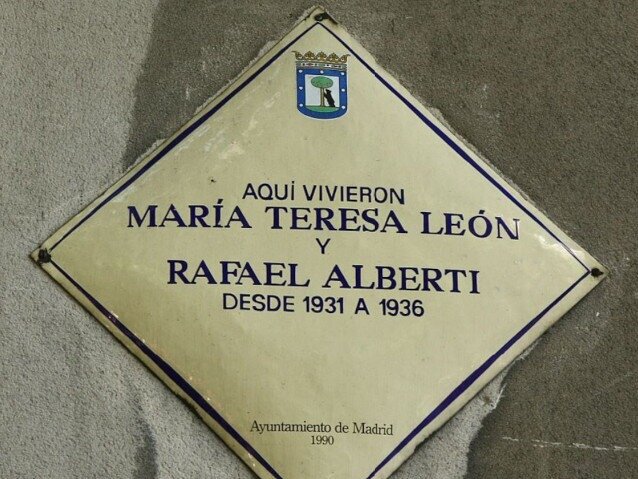 AQUÍ VIVIERON
MARÍA TERESA LEÓN
Y
RAFAEL ALBERTI
DESDE 1931 A 1936
Ayuntamiento de Madrid
1990